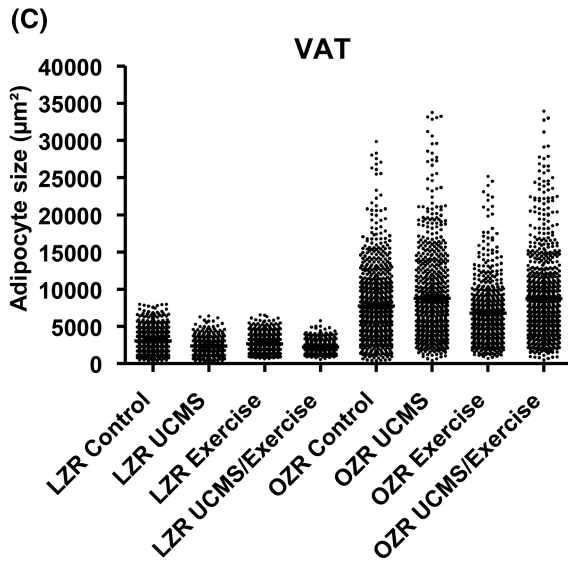 (C)
VAT
Adipocyte size (µm²)
40000
35000
30000
25000
20000
15000
10000
5000
0
LZR Control
LZR UCMS
LZR Exercise
LZR UCMS/Exercise
OZR Control
OZR UCMS
OZR Exercise
OZR UCMS/Exercise